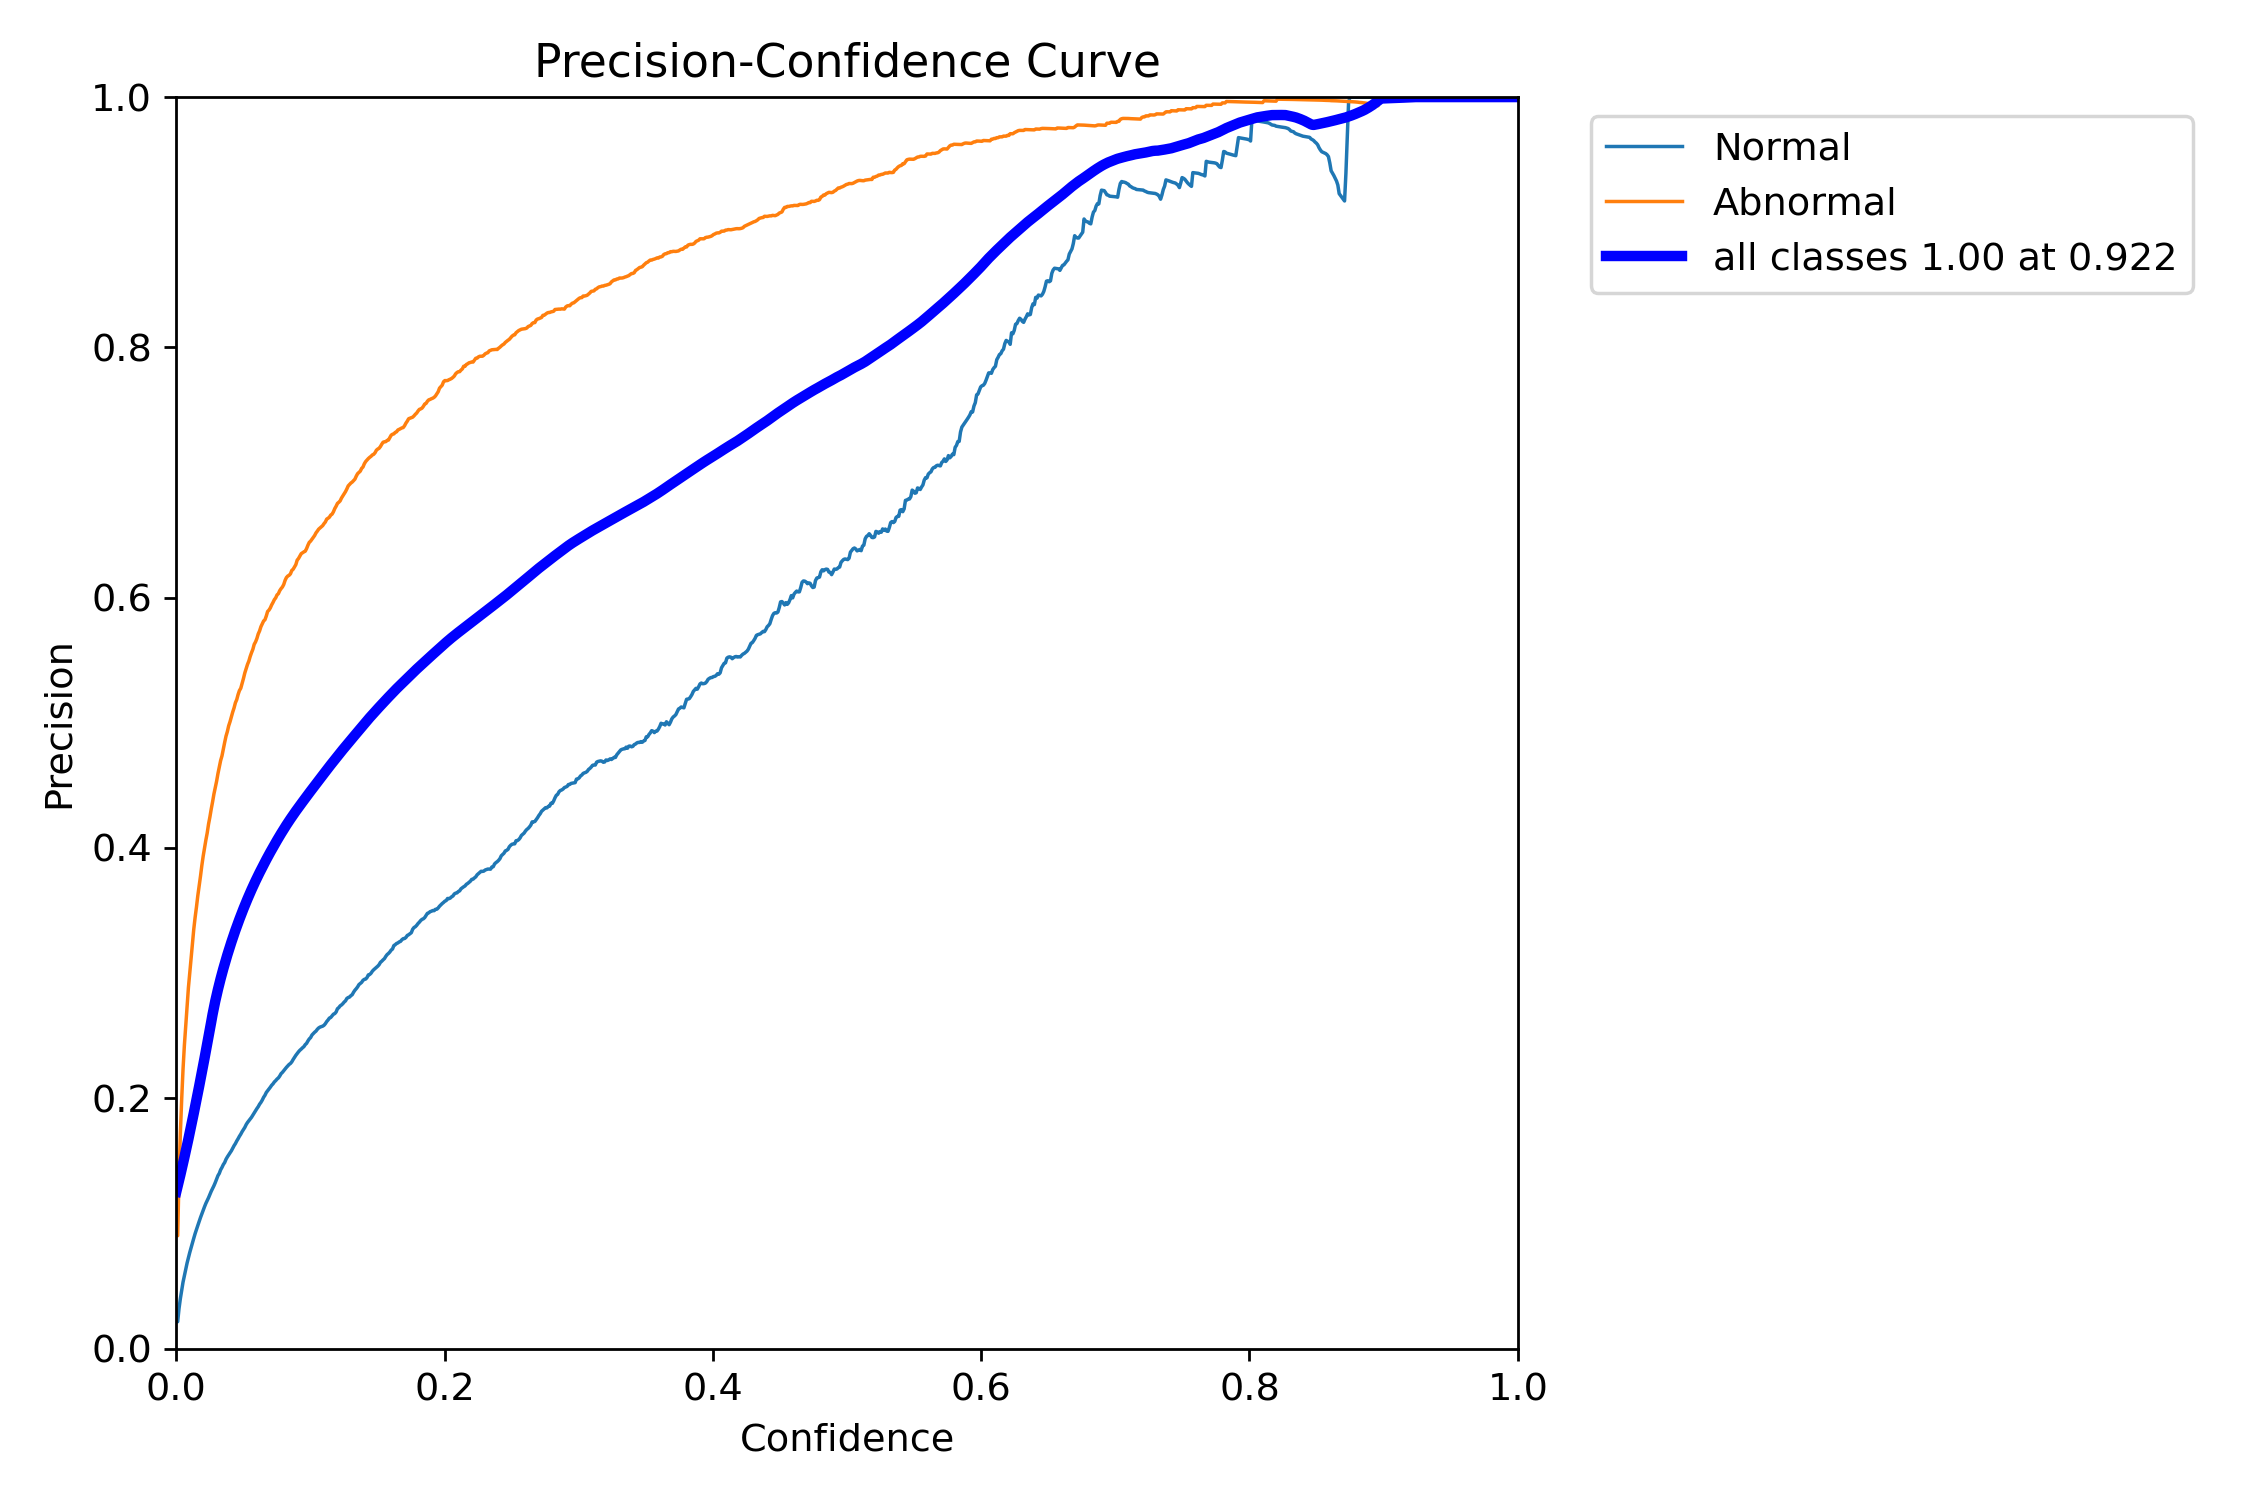 Precision-Confidence Curve
1.0
0.8
0.6
0.4
0.2
0.0
Precision
0.0 0.2 0.4 0.6 0.8 1.0
Confidence
Normal
Abnormal
all classes 1.00 at 0.922